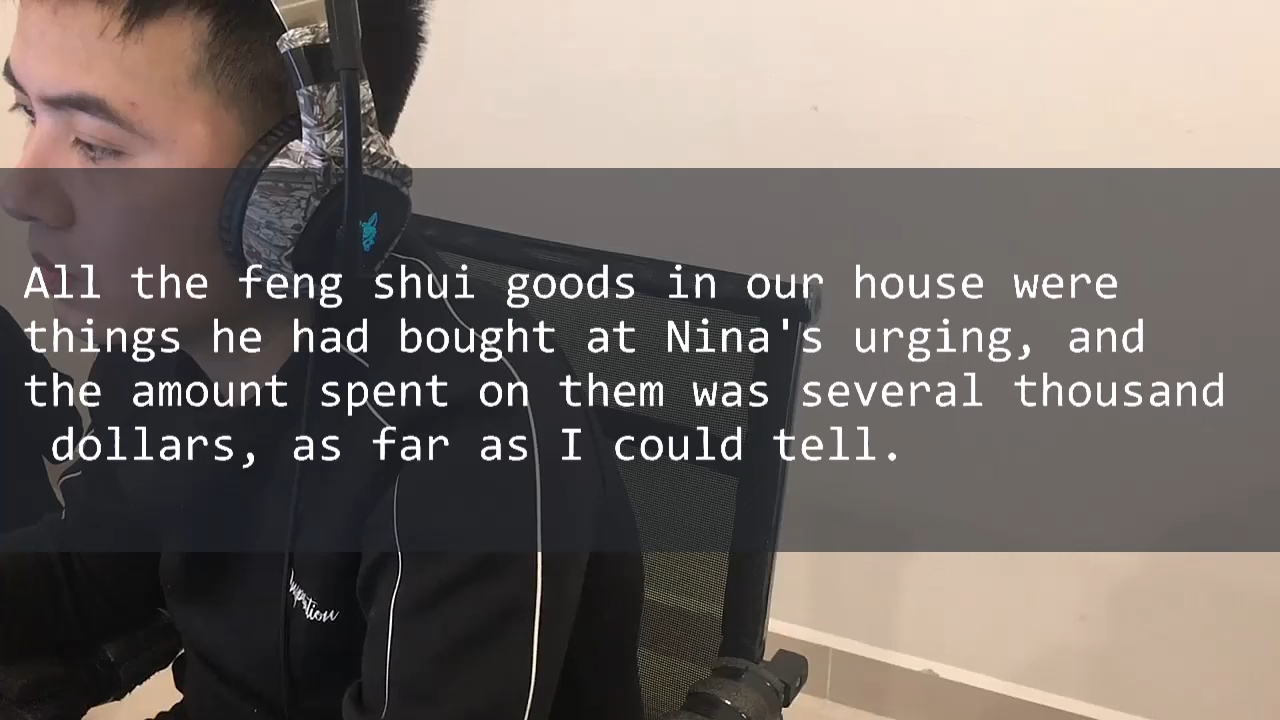 All the feng shui goods in our house were
things he had bought at Nina's urging, and
the amount spent on them was several thousand
dollars, as far as I could tell.